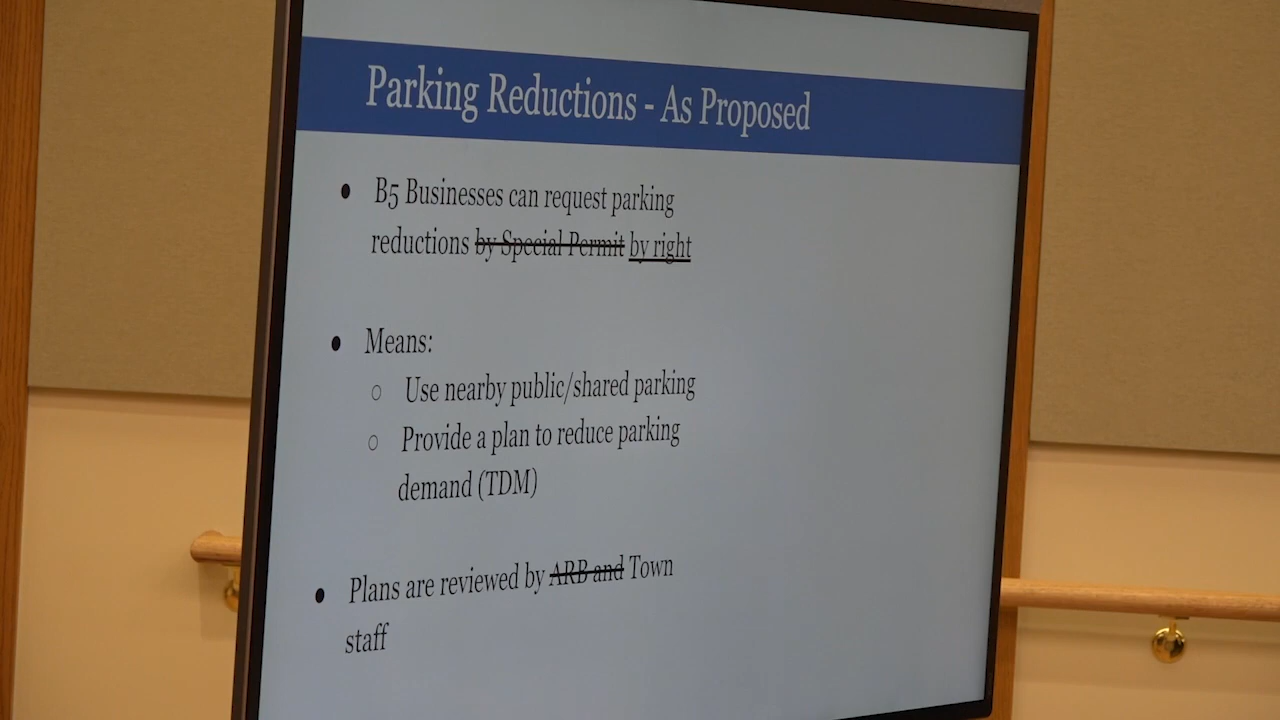 Parking Reductions - As Proposed
● B5 Businesses can request parking
reductions by Special Permit by right
● Means:
○ Use nearby public/shared parking
○ Provide a plan to reduce parking
demand (TDM)
● Plans are reviewed by ARB and Town
staff